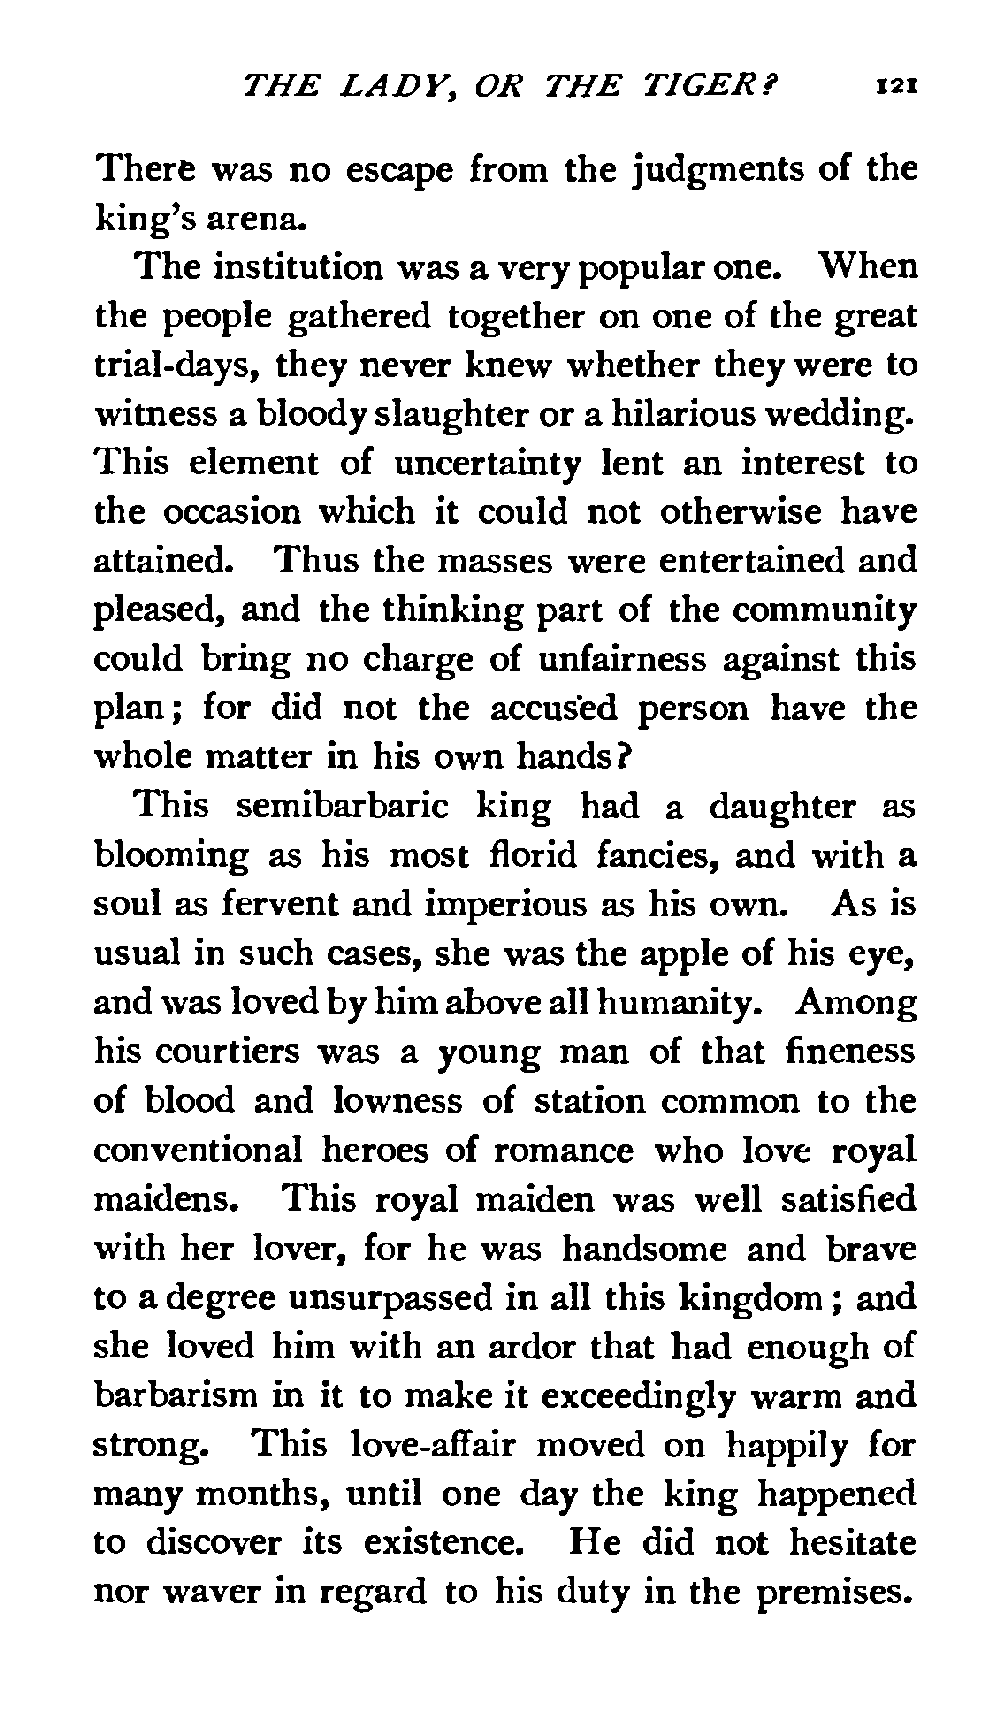 THE LADY, OR THE TIGER? 121
There was no escape from the judgments of the
king's arena.
The institution was a very popular one. When
the people gathered together on one of the great
trial-days, they never knew whether they were to
witness a bloody slaughter or a hilarious wedding.
This element of uncertainty lent an interest to
the occasion which it could not otherwise have
attained. Thus the masses were entertained and
pleased, and the thinking part of the community
could bring no charge of unfairness against this
plan; for did not the accused person have the
whole matter in his own hands?
This semibarbaric king had a daughter as
blooming as his most florid fancies, and with a
soul as fervent and imperious as his own. As is
usual in such cases, she was the apple of his eye,
and was loved by him above all humanity. Among
his courtiers was a young man of that fineness
of blood and lowness of station common to the
conventional heroes of romance who love royal
maidens. This royal maiden was well satisfied
with her lover, for he was handsome and brave
to a degree unsurpassed in all this kingdom; and
she loved him with an ardor that had enough of
barbarism in it to make it exceedingly warm and
strong. This love-affair moved on happily for
many months, until one day the king happened
to discover its existence. He did not hesitate
nor waver in regard to his duty in the premises.